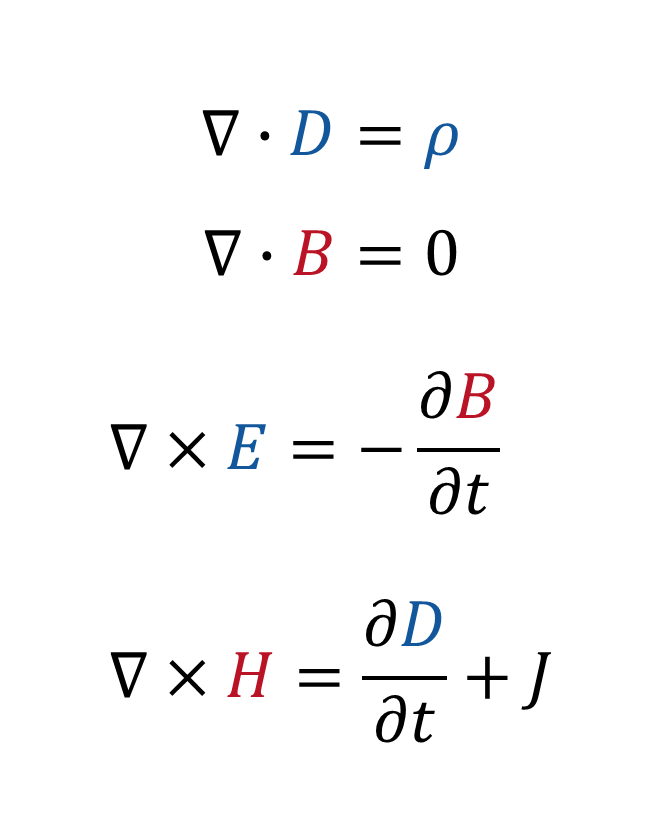 ∇ · D = ρ
∇ · B = 0
∇ × E = − ∂B/∂t
∇ × H = ∂D/∂t + J